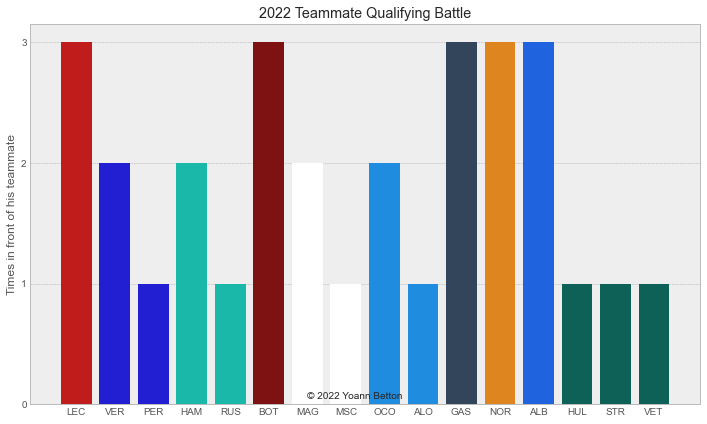 2022 Teammate Qualifying Battle
Times in front of his teammate
3
2
1
0
© 2022 Yoann Betton
LEC VER PER HAM RUS BOT MAG MSC OCO ALO GAS NOR ALB HUL STR VET